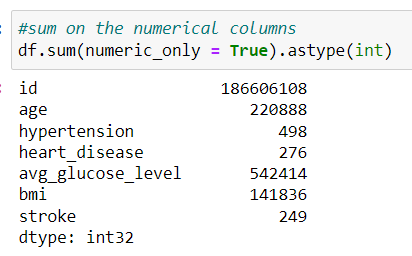 #sum on the numerical columns
df.sum(numeric_only = True).astype(int)
id 186606108
age 220888
hypertension 498
heart_disease 276
avg_glucose_level 542414
bmi 141836
stroke 249
dtype: int32